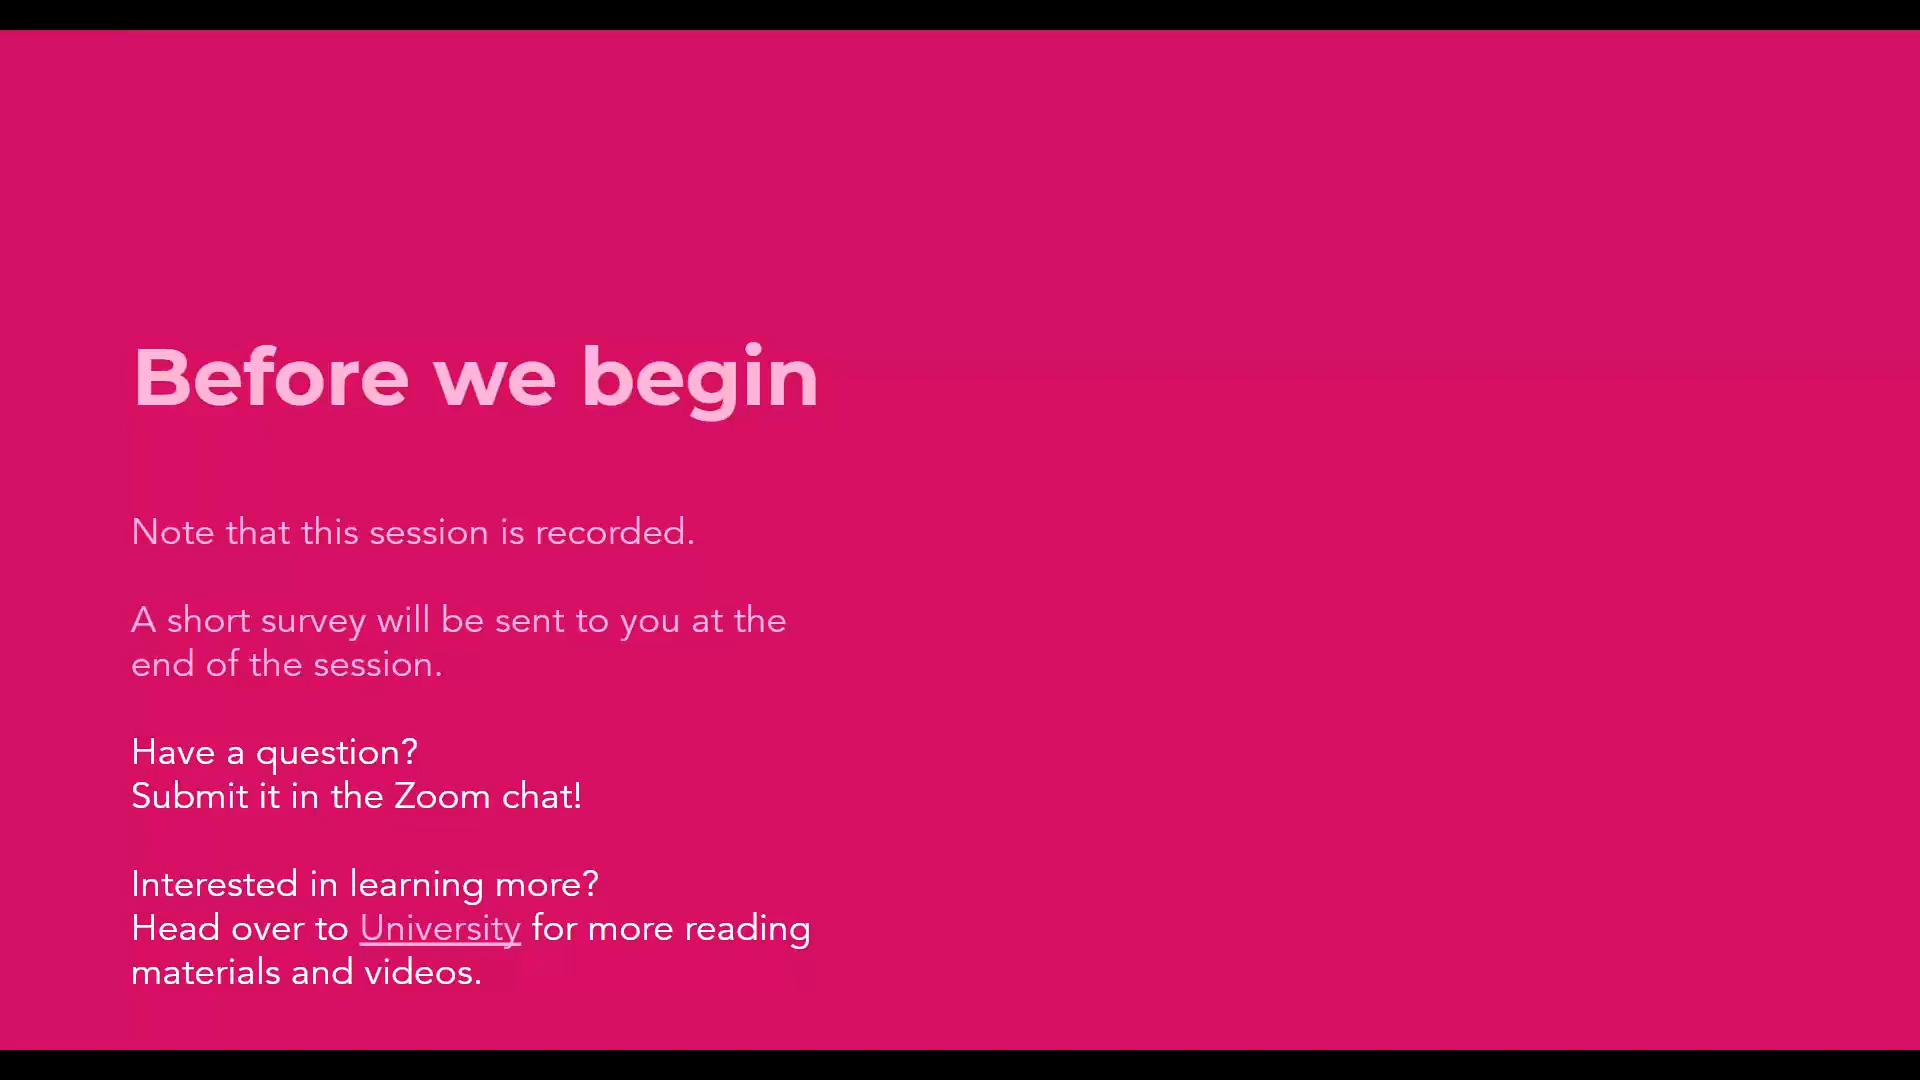 Before we begin
Note that this session is recorded.
A short survey will be sent to you at the
end of the session.
Have a question?
Submit it in the Zoom chat!
Interested in learning more?
Head over to University for more reading
materials and videos.